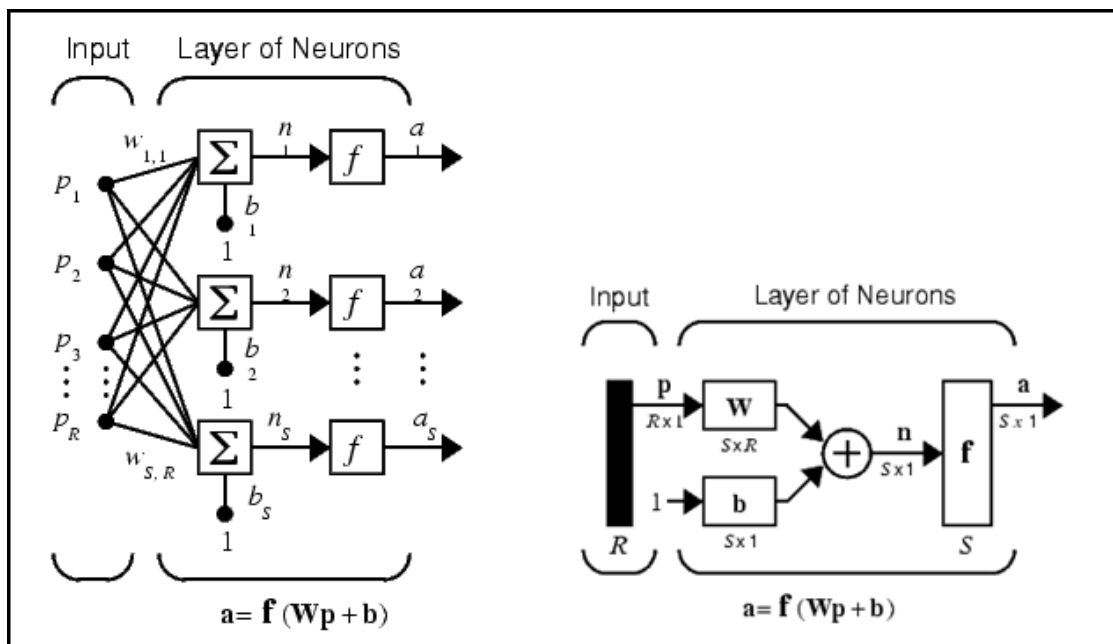 Input Layer of Neurons
w1,1 n1 a1
Σ f
p1
b1
1
p2
n2 a2
Σ f
p3
b2
1
pR
nS aS
Σ f
wS, R
bS
1
a= f (Wp + b)
Input Layer of Neurons
p W a
R x 1 S x R S x 1
n f
+ S x 1
1 b
S x 1
R S
a= f (Wp + b)